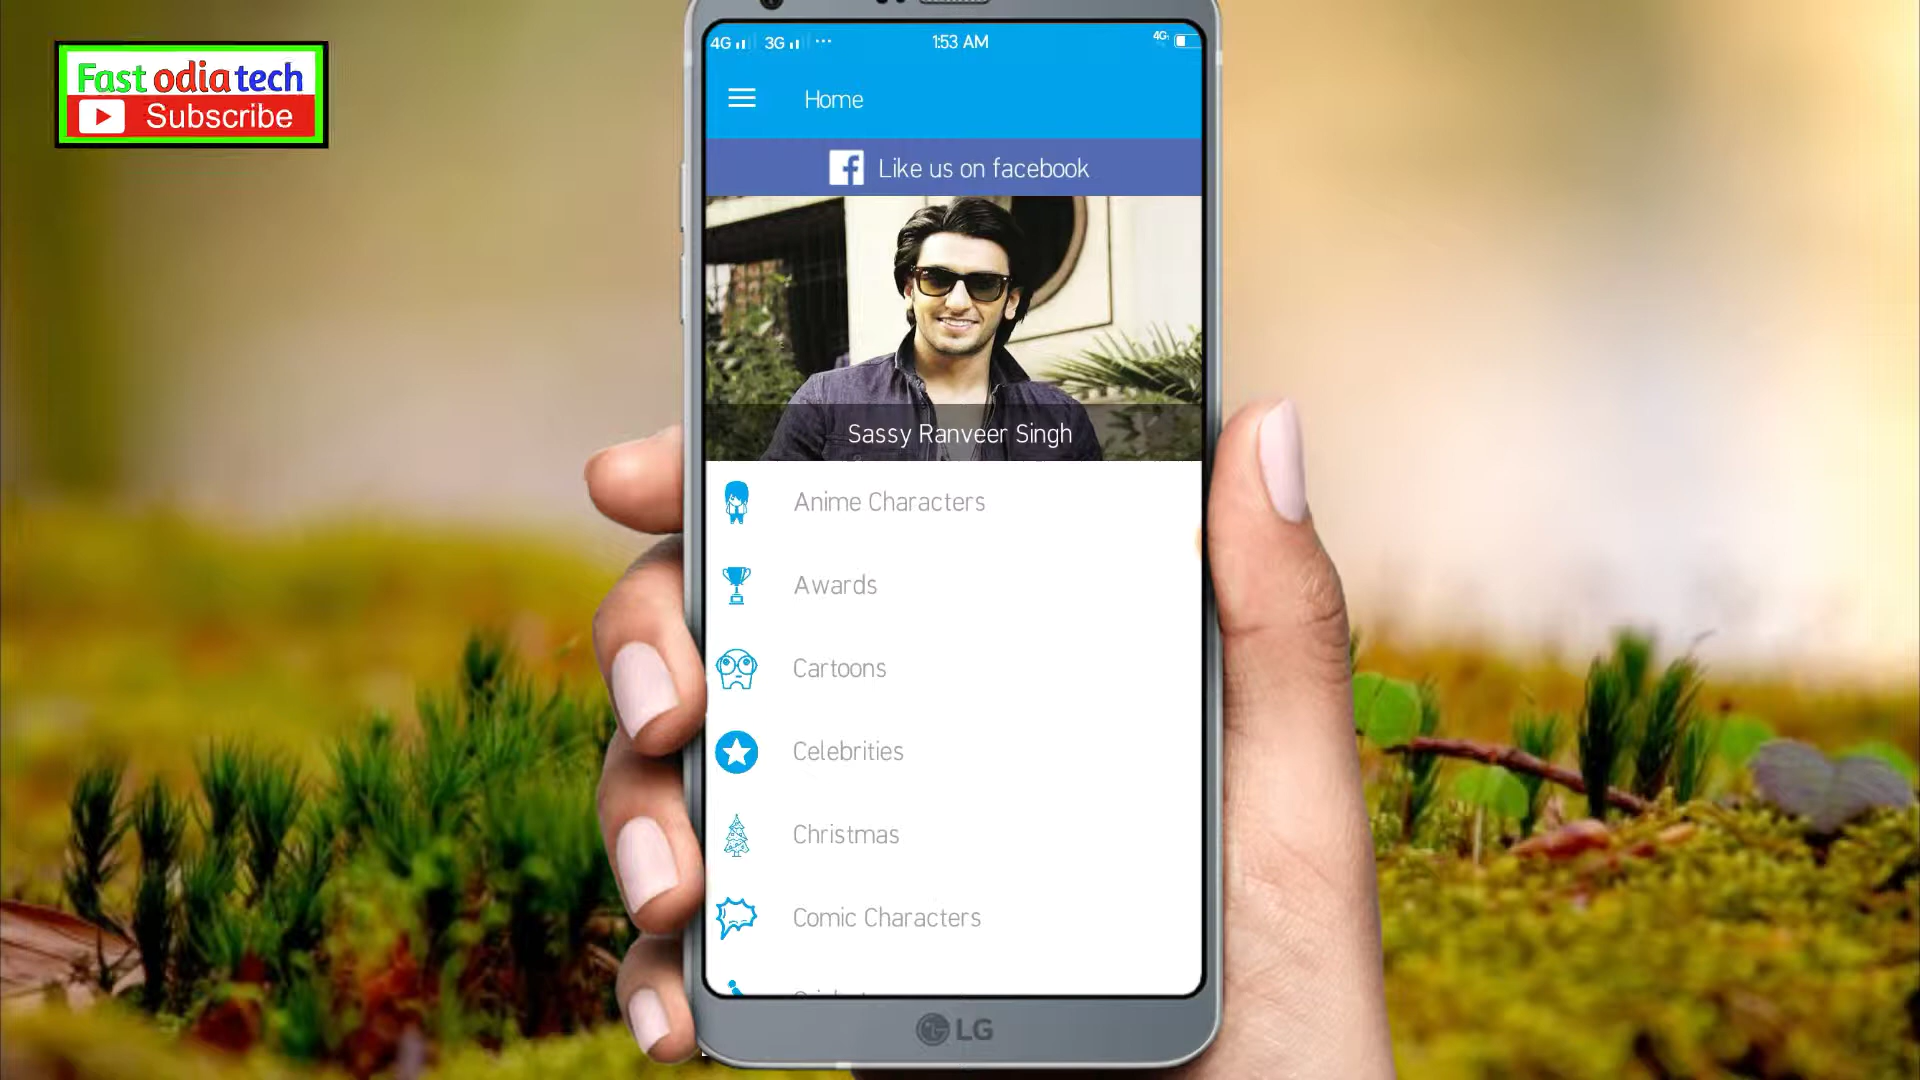 Fast odia tech
Subscribe
4G 3G ... 1:53 AM 4G
Home
Like us on facebook
Sassy Ranveer Singh
Anime Characters
Awards
Cartoons
Celebrities
Christmas
Comic Characters
LG